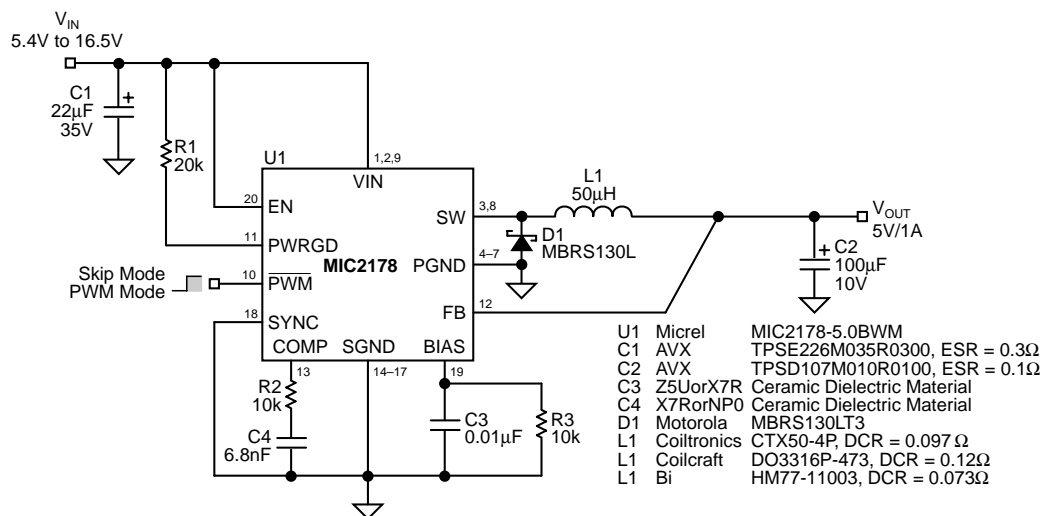 VIN
5.4V to 16.5V
C1
22µF
35V
+
R1
20k
U1
1,2,9
VIN
20
EN
11
PWRGD
10
PWM
18
SYNC
MIC2178
SW
3,8
PGND
4–7
FB
12
COMP
13
SGND
14–17
BIAS
19
Skip Mode
PWM Mode
L1
50µH
D1
MBRS130L
VOUT
5V/1A
+
C2
100µF
10V
R2
10k
C4
6.8nF
C3
0.01µF
R3
10k
U1 Micrel MIC2178-5.0BWM
C1 AVX TPSE226M035R0300, ESR = 0.3Ω
C2 AVX TPSD107M010R0100, ESR = 0.1Ω
C3 Z5UorX7R Ceramic Dielectric Material
C4 X7RorNP0 Ceramic Dielectric Material
D1 Motorola MBRS130LT3
L1 Coiltronics CTX50-4P, DCR = 0.097Ω
L1 Coilcraft DO3316P-473, DCR = 0.12Ω
L1 Bi HM77-11003, DCR = 0.073Ω